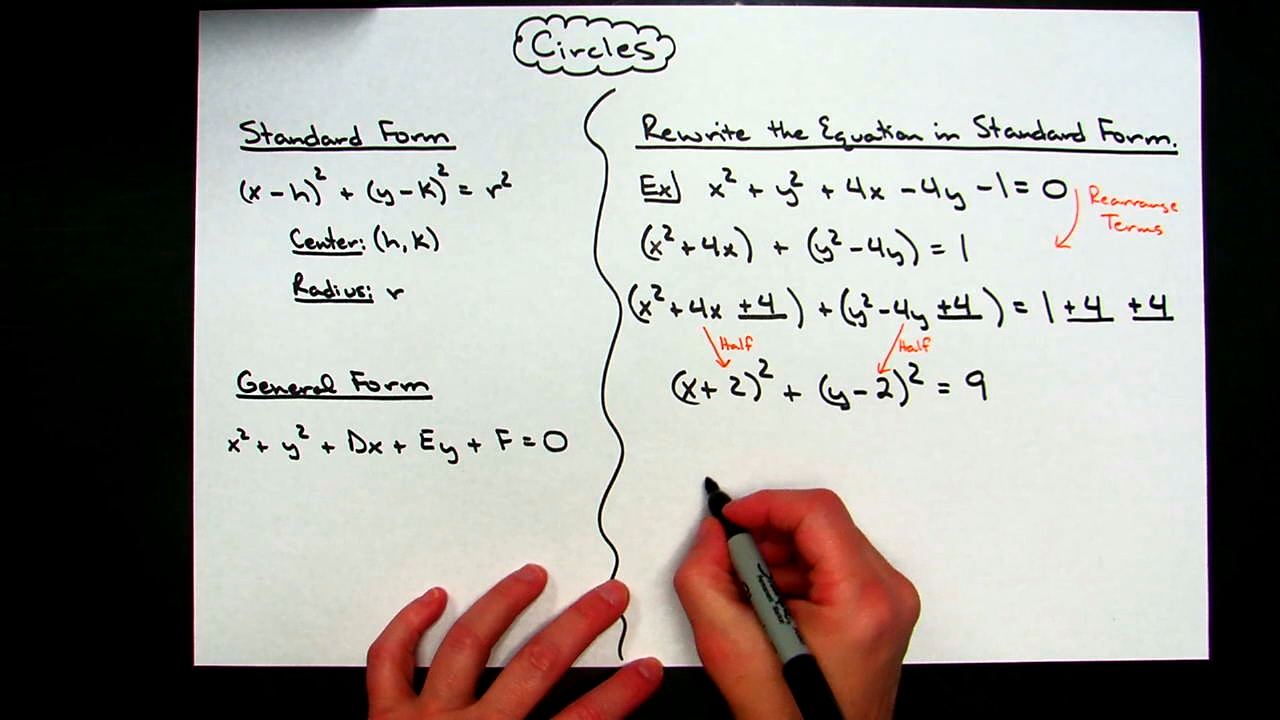 Circles
Standard Form
(x-h)² + (y-k)² = r²
Center: (h,k)
Radius: r
General Form
x² + y² + Dx + Ey + F = 0
Rewrite the Equation in Standard Form.
Ex) x² + y² + 4x - 4y - 1 = 0
Rearrange
Terms
(x² + 4x) + (y² - 4y) = 1
(x² + 4x +4) + (y² - 4y +4) = 1 +4 +4
Half Half
(x+2)² + (y-2)² = 9